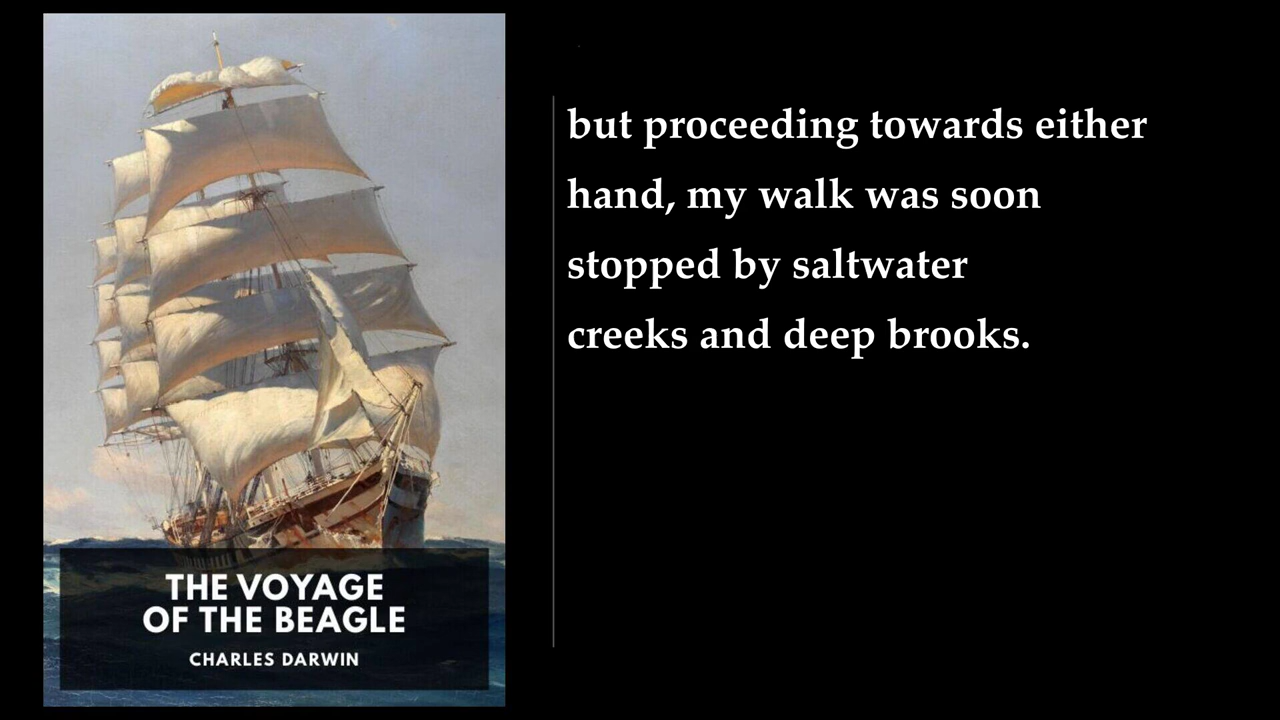 but proceeding towards either
hand, my walk was soon
stopped by saltwater
creeks and deep brooks.
THE VOYAGE
OF THE BEAGLE
CHARLES DARWIN